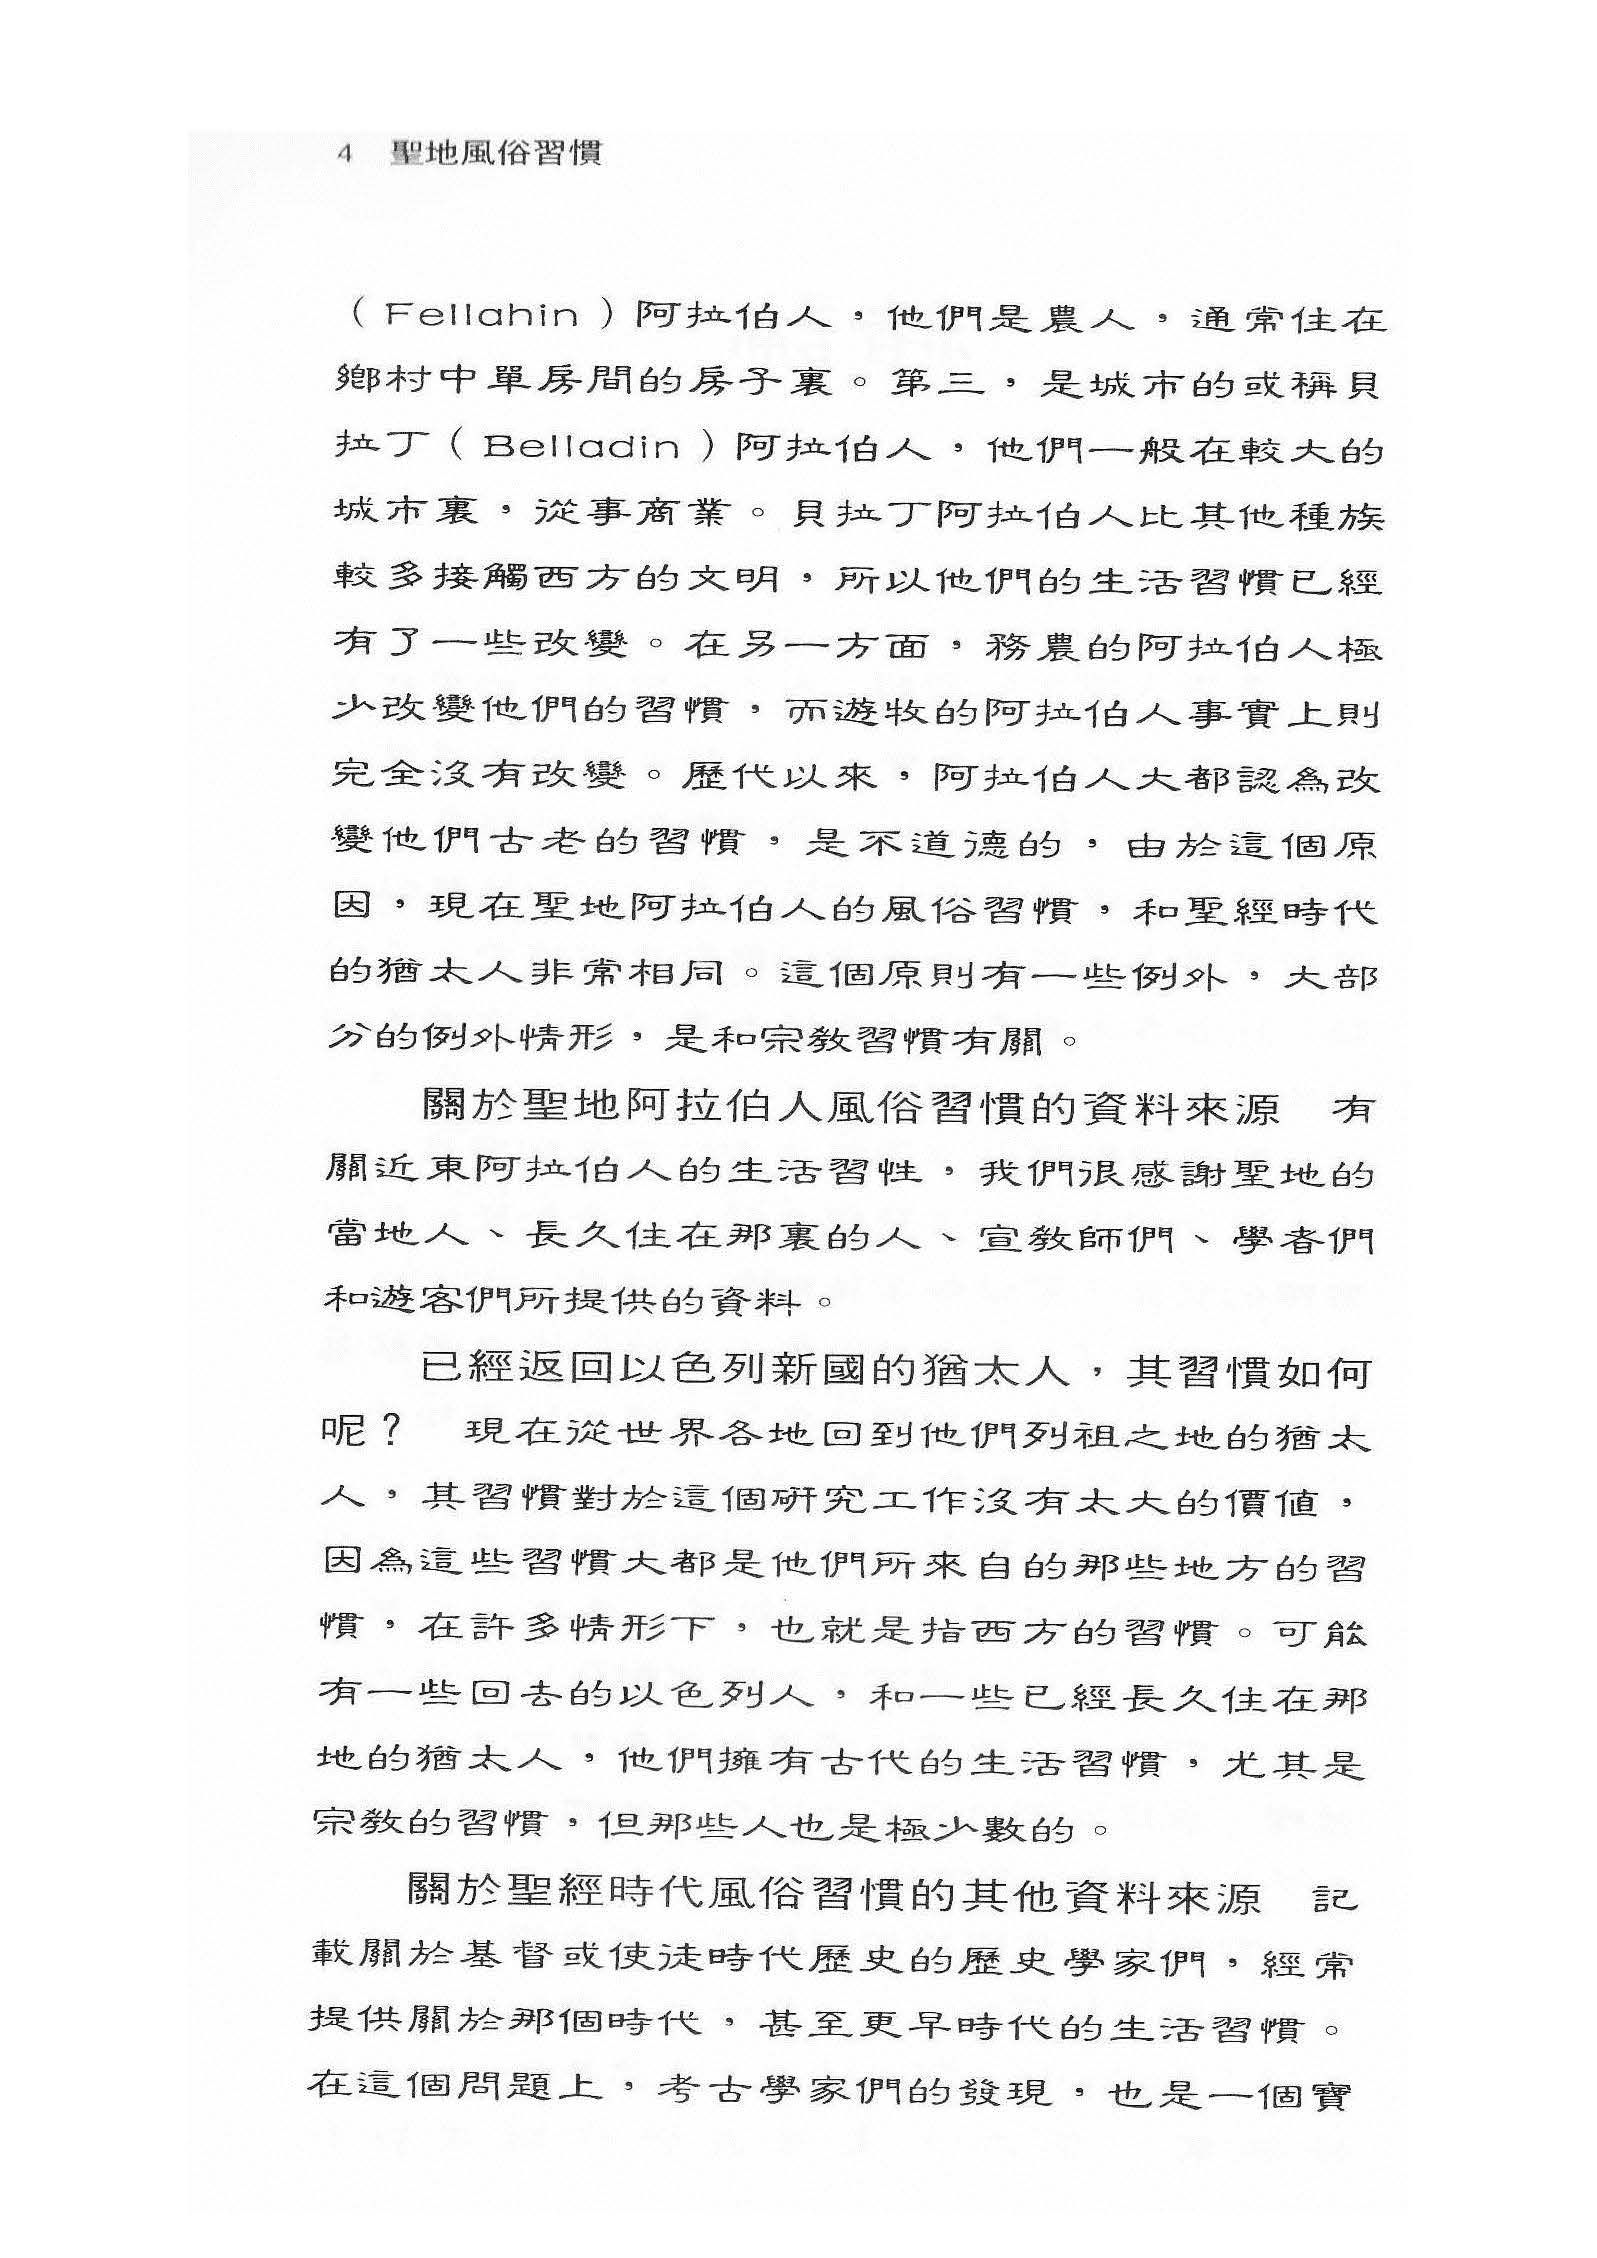 4 聖地風俗習慣
（Fellahin）阿拉伯人，他們是農人，通常住在
鄉村中單房間的房子裏。第三，是城市的或稱貝
拉丁（Belladin）阿拉伯人，他們一般在較大的
城市裏，從事商業。貝拉丁阿拉伯人比其他種族
較多接觸西方的文明，所以他們的生活習慣已經
有了一些改變。在另一方面，務農的阿拉伯人極
少改變他們的習慣，而遊牧的阿拉伯人事實上則
完全沒有改變。歷代以來，阿拉伯人大都認為改
變他們古老的習慣，是不道德的，由於這個原
因，現在聖地阿拉伯人的風俗習慣，和聖經時代
的猶太人非常相同。這個原則有一些例外，大部
分的例外情形，是和宗教習慣有關。
關於聖地阿拉伯人風俗習慣的資料來源　有
關近東阿拉伯人的生活習性，我們很感謝聖地的
當地人、長久住在那裏的人、宣教師們、學者們
和遊客們所提供的資料。
已經返回以色列新國的猶太人，其習慣如何
呢？　現在從世界各地回到他們列祖之地的猶太
人，其習慣對於這個研究工作沒有太大的價值，
因為這些習慣大都是他們所來自的那些地方的習
慣，在許多情形下，也就是指西方的習慣。可能
有一些回去的以色列人，和一些已經長久住在那
地的猶太人，他們擁有古代的生活習慣，尤其是
宗教的習慣，但那些人也是極少數的。
關於聖經時代風俗習慣的其他資料來源　記
載關於基督或使徒時代歷史的歷史學家們，經常
提供關於那個時代，甚至更早時代的生活習慣。
在這個問題上，考古學家們的發現，也是一個寶